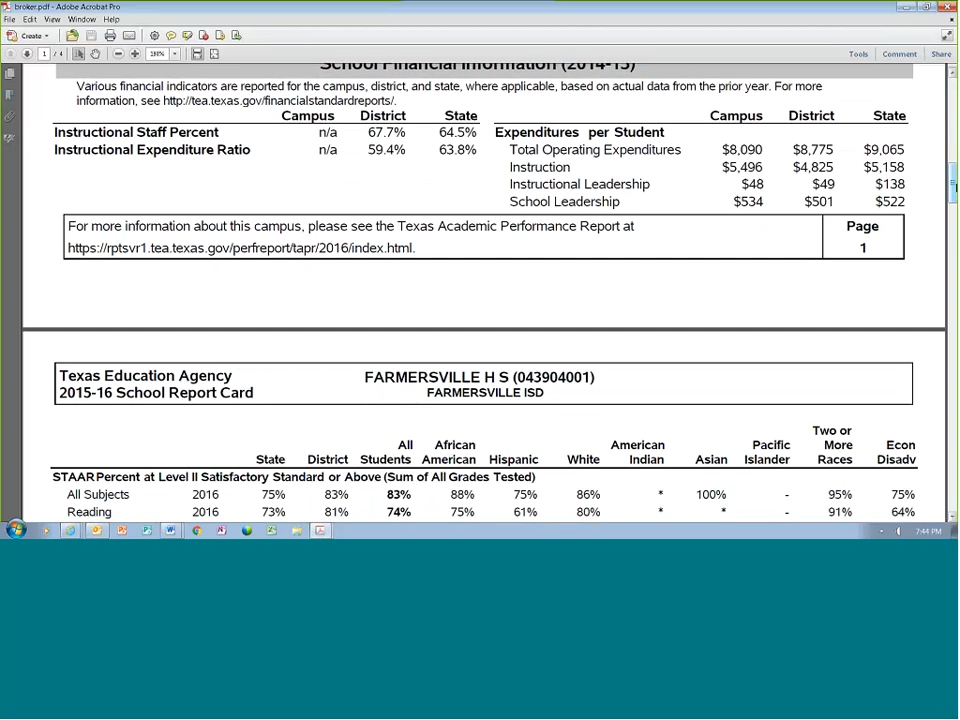 broker.pdf - Adobe Acrobat Pro
File Edit View Window Help
Create
1 / 4 138% Tools Comment Share
School Financial Information (2014-15)
Various financial indicators are reported for the campus, district, and state, where applicable, based on actual data from the prior year. For more
information, see http://tea.texas.gov/financialstandardreports/.
Campus District State Campus District State
Instructional Staff Percent n/a 67.7% 64.5% Expenditures per Student
Instructional Expenditure Ratio n/a 59.4% 63.8% Total Operating Expenditures $8,090 $8,775 $9,065
Instruction $5,496 $4,825 $5,158
Instructional Leadership $48 $49 $138
School Leadership $534 $501 $522
For more information about this campus, please see the Texas Academic Performance Report at Page
https://rptsvr1.tea.texas.gov/perfreport/tapr/2016/index.html. 1
Texas Education Agency FARMERSVILLE H S (043904001)
2015-16 School Report Card FARMERSVILLE ISD
Two or
All African American Pacific More Econ
State District Students American Hispanic White Indian Asian Islander Races Disadv
STAAR Percent at Level II Satisfactory Standard or Above (Sum of All Grades Tested)
All Subjects 2016 75% 83% 83% 88% 75% 86% * 100% - 95% 75%
Reading 2016 73% 81% 74% 75% 61% 80% * * - 91% 64%
7:44 PM